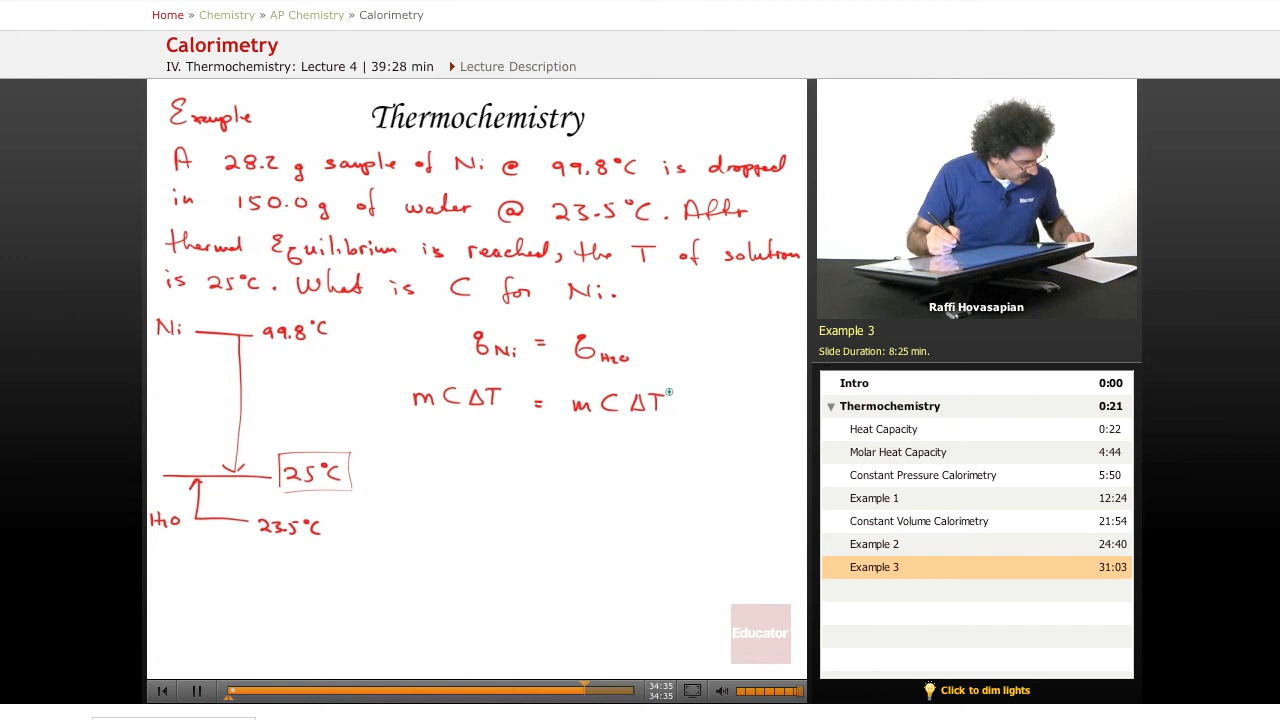 Home » Chemistry » AP Chemistry » Calorimetry
Calorimetry
IV. Thermochemistry: Lecture 4 | 39:28 min
Lecture Description
Example
Thermochemistry
A 28.2 g sample of Ni @ 99.8°C is dropped
in 150.0 g of water @ 23.5°C. After
thermal Equilibrium is reached, the T of solution
is 25°C. What is C for Ni.
Ni 99.8°C
qNi = qH2O
mCΔT = mCΔT
25°C
H2O 23.5°C
Educator
Educator
Raffi Hovasapian
Example 3
Slide Duration: 8:25 min.
Intro 0:00
Thermochemistry 0:21
Heat Capacity 0:22
Molar Heat Capacity 4:44
Constant Pressure Calorimetry 5:50
Example 1 12:24
Constant Volume Calorimetry 21:54
Example 2 24:40
Example 3 31:03
34:35
34:35
Click to dim lights